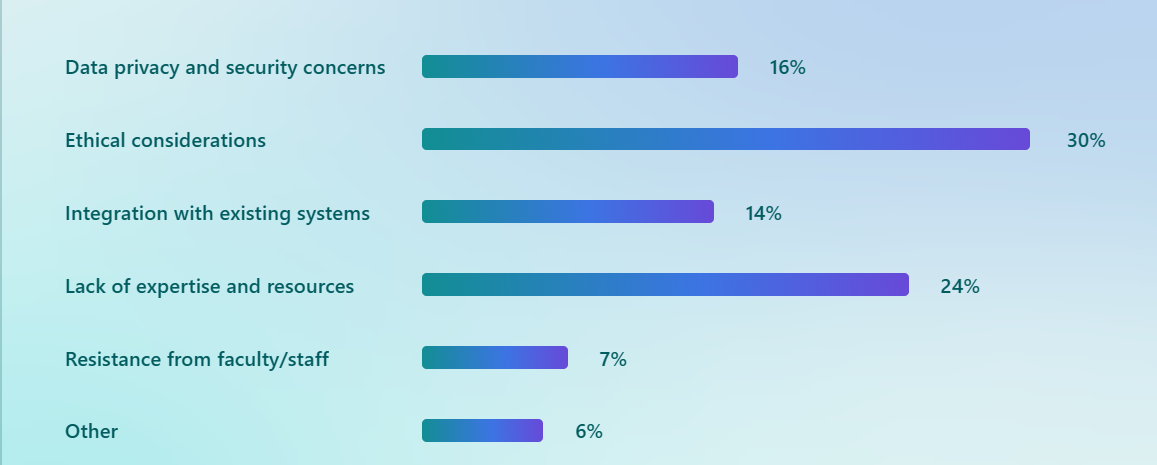 Data privacy and security concerns 16%
Ethical considerations 30%
Integration with existing systems 14%
Lack of expertise and resources 24%
Resistance from faculty/staff 7%
Other 6%